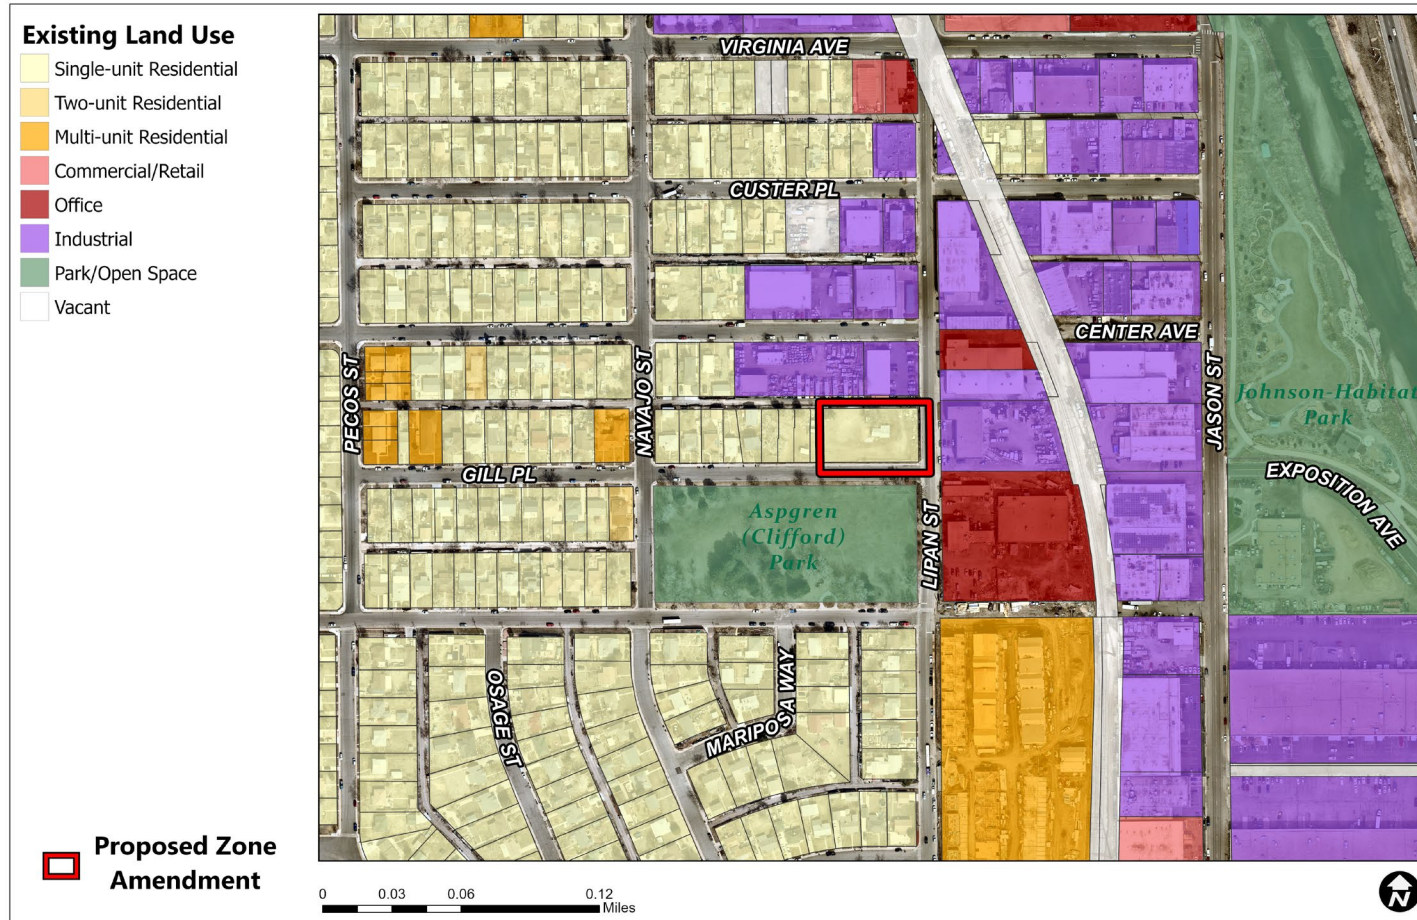 Existing Land Use
Single-unit Residential
Two-unit Residential
Multi-unit Residential
Commercial/Retail
Office
Industrial
Park/Open Space
Vacant
Proposed Zone
Amendment
VIRGINIA AVE
CUSTER PL
CENTER AVE
PECOS ST
NAVAJO ST
JASON ST
Johnson-Habitat
Park
GILL PL
EXPOSITION AVE
Aspgren
(Clifford)
Park
LIPAN ST
OSAGE ST
MARIPOSA WAY
0 0.03 0.06 0.12
Miles
N